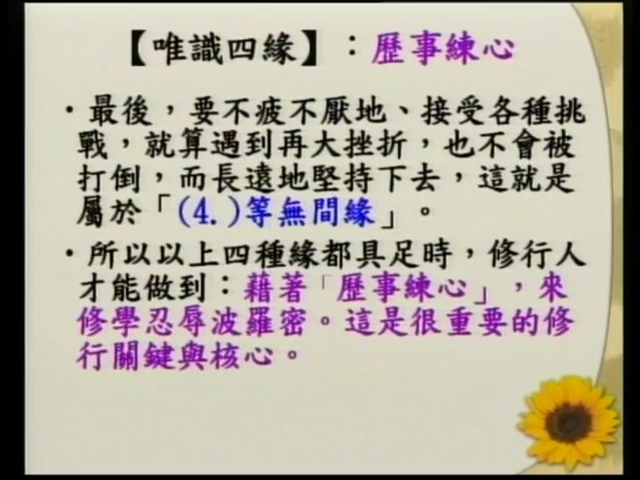 【唯識四緣】：歷事練心
·最後，要不疲不厭地、接受各種挑
戰，就算遇到再大挫折，也不會被
打倒，而長遠地堅持下去，這就是
屬於「(4.)等無間緣」。
·所以以上四種緣都具足時，修行人
才能做到：藉著「歷事練心」，來
修學忍辱波羅密。這是很重要的修
行關鍵與核心。